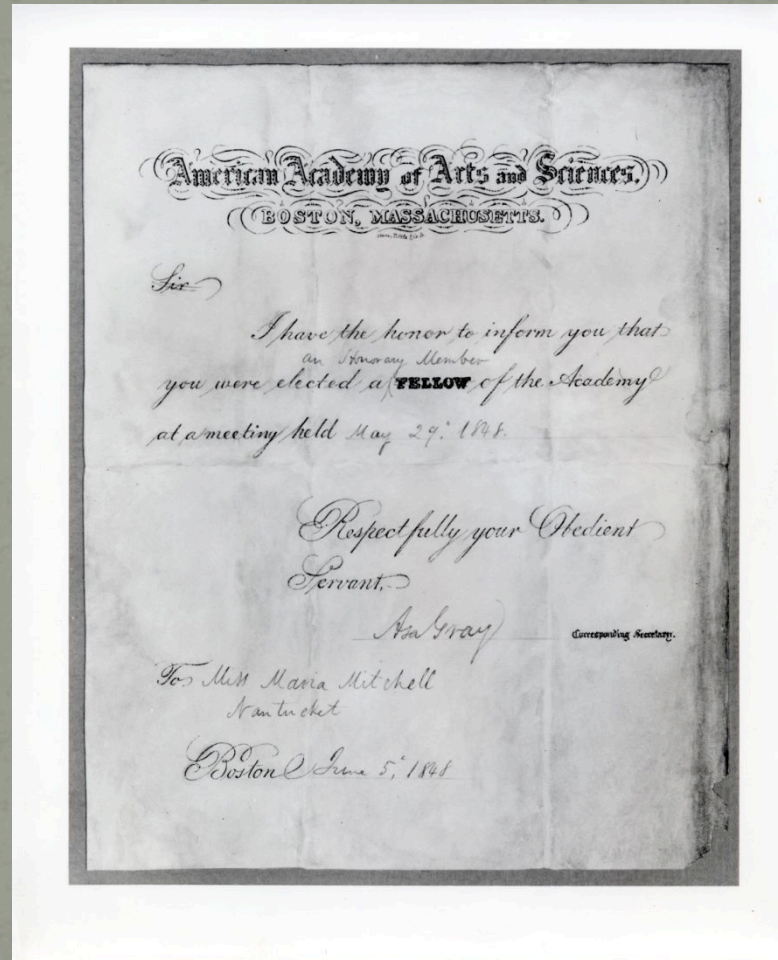 American Academy of Arts and Sciences.
BOSTON, MASSACHUSETTS.
Sir
I have the honor to inform you that
an Honorary Member
you were elected a FELLOW of the Academy
at a meeting held May 29. 1848.
Respectfully your Obedient
Servant,
Asa Gray
Corresponding Secretary.
To Miss Maria Mitchell
Nantucket
Boston June 5, 1848